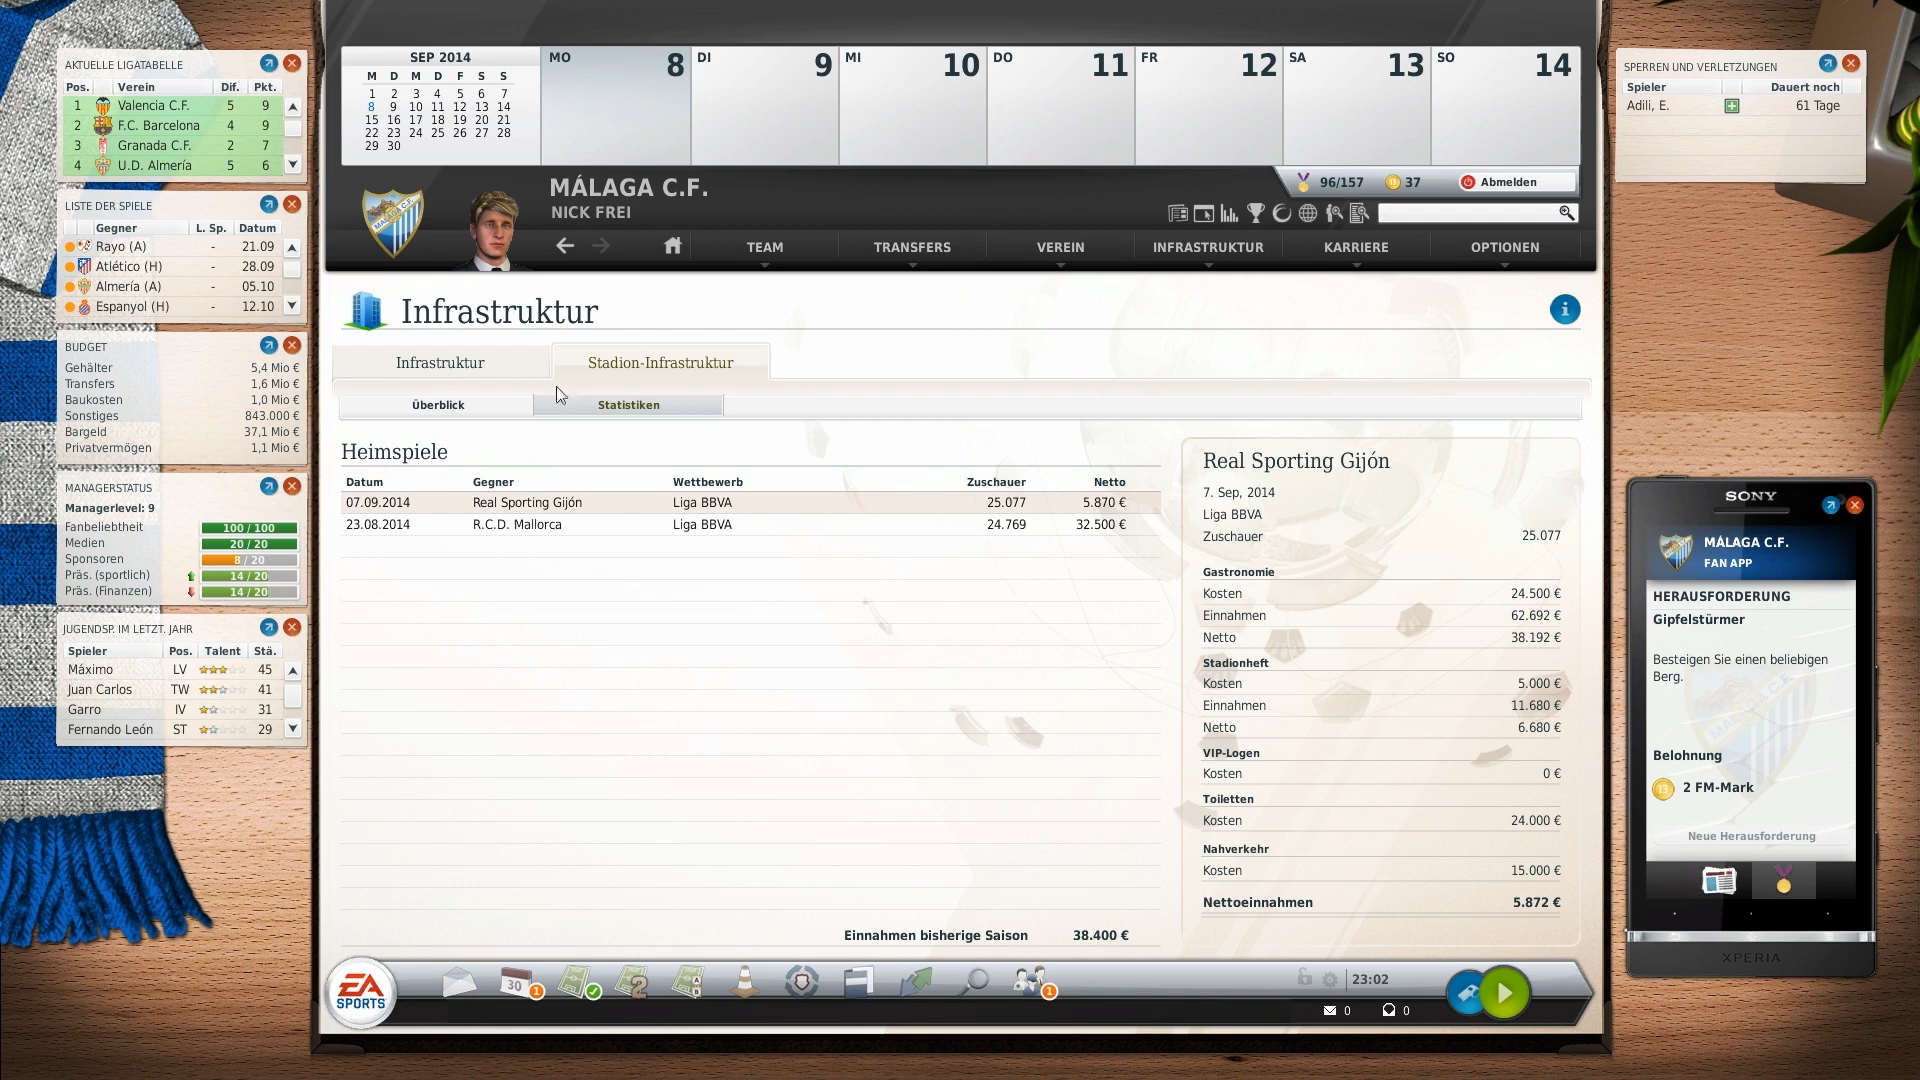 AKTUELLE LIGATABELLE
Pos. Verein Dif. Pkt.
1 Valencia C.F. 5 9
2 F.C. Barcelona 4 9
3 Granada C.F. 2 7
4 U.D. Almería 5 6
LISTE DER SPIELE
Gegner L. Sp. Datum
Rayo (A) - 21.09
Atlético (H) - 28.09
Almería (A) - 05.10
Espanyol (H) - 12.10
BUDGET
Gehälter 5,4 Mio €
Transfers 1,6 Mio €
Baukosten 1,0 Mio €
Sonstiges 843.000 €
Bargeld 37,1 Mio €
Privatvermögen 1,1 Mio €
MANAGERSTATUS
Managerlevel: 9
Fanbeliebtheit 100 / 100
Medien 20 / 20
Sponsoren 8 / 20
Präs. (sportlich) 14 / 20
Präs. (Finanzen) 14 / 20
JUGENDSP. IM LETZT. JAHR
Spieler Pos. Talent Stä.
Máximo LV 45
Juan Carlos TW 41
Garro IV 31
Fernando León ST 29
SEP 2014
M D M D F S S
1 2 3 4 5 6 7
8 9 10 11 12 13 14
15 16 17 18 19 20 21
22 23 24 25 26 27 28
29 30
MO 8 DI 9 MI 10 DO 11 FR 12 SA 13 SO 14
MÁLAGA C.F.
NICK FREI
96/157 37 Abmelden
TEAM TRANSFERS VEREIN INFRASTRUKTUR KARRIERE OPTIONEN
Infrastruktur
Infrastruktur Stadion-Infrastruktur
Überblick Statistiken
Heimspiele
Datum Gegner Wettbewerb Zuschauer Netto
07.09.2014 Real Sporting Gijón Liga BBVA 25.077 5.870 €
23.08.2014 R.C.D. Mallorca Liga BBVA 24.769 32.500 €
Einnahmen bisherige Saison 38.400 €
Real Sporting Gijón
7. Sep, 2014
Liga BBVA
Zuschauer 25.077
Gastronomie
Kosten 24.500 €
Einnahmen 62.692 €
Netto 38.192 €
Stadionheft
Kosten 5.000 €
Einnahmen 11.680 €
Netto 6.680 €
VIP-Logen
Kosten 0 €
Toiletten
Kosten 24.000 €
Nahverkehr
Kosten 15.000 €
Nettoeinnahmen 5.872 €
EA
SPORTS
30 1
2
1
23:02
0 0
SPERREN UND VERLETZUNGEN
Spieler Dauert noch
Adili, E. 61 Tage
SONY
MÁLAGA C.F.
FAN APP
HERAUSFORDERUNG
Gipfelstürmer
Besteigen Sie einen beliebigen
Berg.
Belohnung
13 2 FM-Mark
Neue Herausforderung
XPERIA